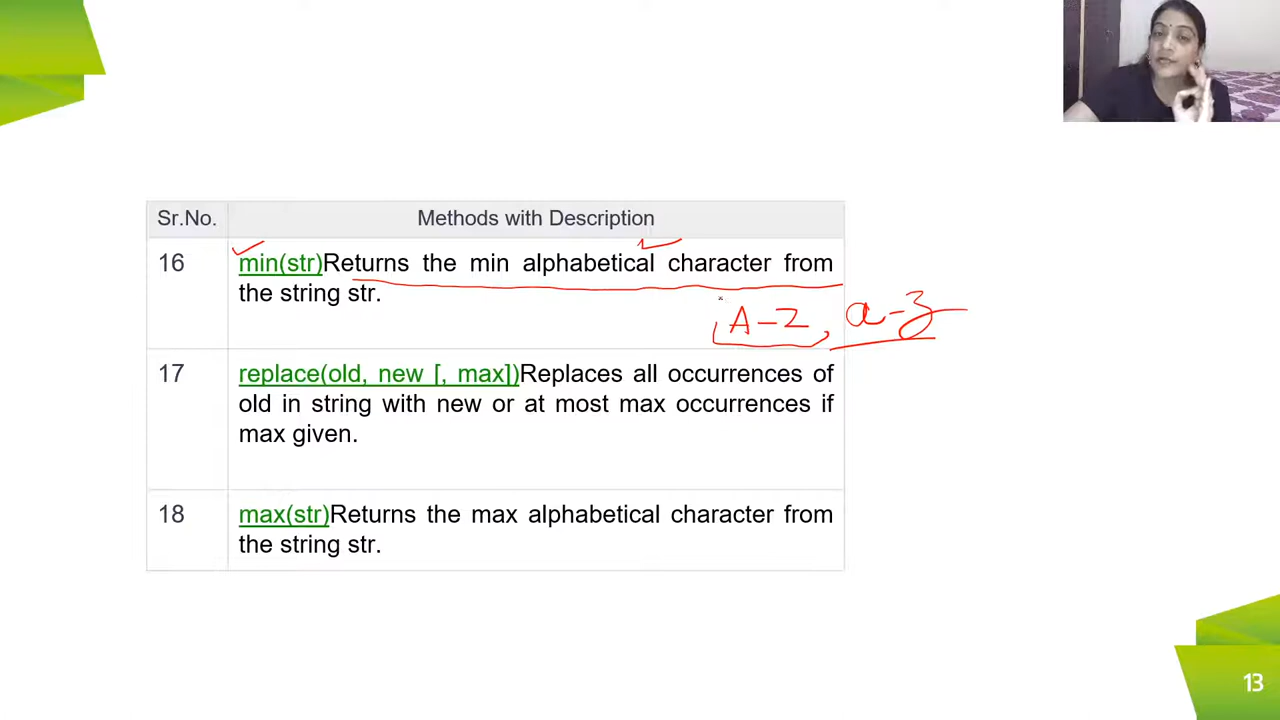 Sr.No. Methods with Description
16 min(str)Returns the min alphabetical character from
the string str.
A-Z, a-z
17 replace(old, new [, max])Replaces all occurrences of
old in string with new or at most max occurrences if
max given.
18 max(str)Returns the max alphabetical character from
the string str.
13